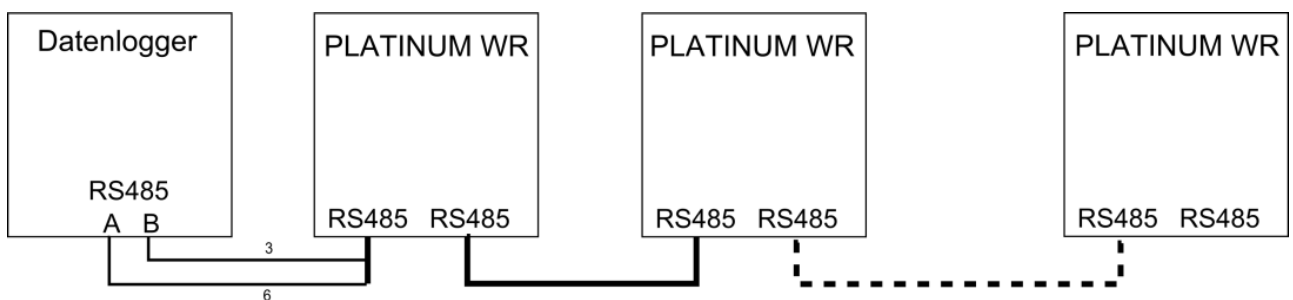 Datenlogger
RS485
A B
PLATINUM WR
RS485 RS485
PLATINUM WR
RS485 RS485
PLATINUM WR
RS485 RS485
3
6